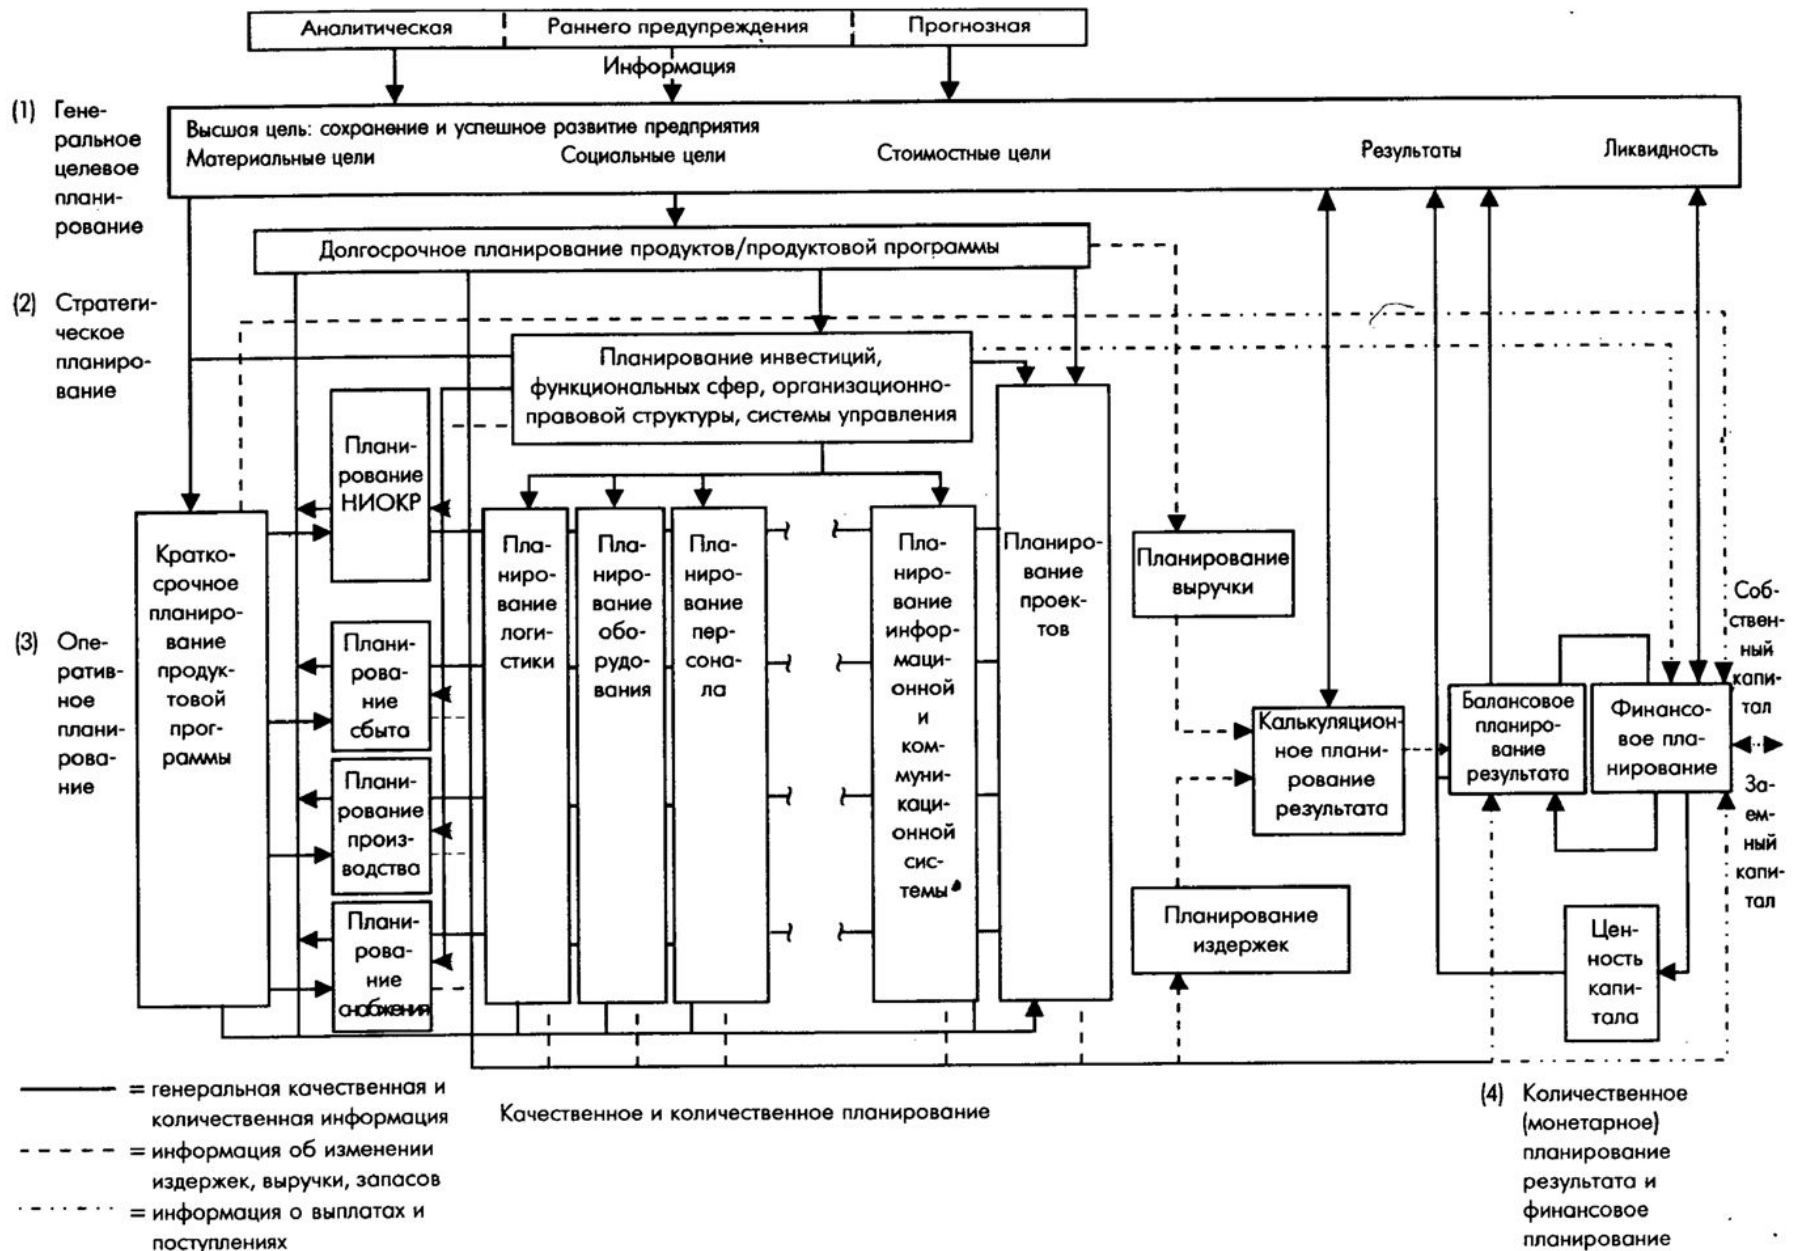 Аналитическая
Раннего предупреждения
Прогнозная
Информация
(1) Гене-
ральное
целевое
плани-
рование
Высшая цель: сохранение и успешное развитие предприятия
Материальные цели
Социальные цели
Стоимостные цели
Результаты
Ликвидность
Долгосрочное планирование продуктов/продуктовой программы
(2) Стратеги-
ческое
планиро-
вание
Планирование инвестиций,
функциональных сфер, организационно-
правовой структуры, системы управления
(3) Опе-
ратив-
ное
плани-
рова-
ние
Кратко-
срочное
планиро-
вание
продук-
товой
прог-
раммы
Плани-
рование
НИОКР
Плани-
рова-
ние
сбыта
Плани-
рование
произ-
водства
Плани-
рова-
ние
снабжения
Пла-
ниро-
вание
логи-
стики
Пла-
ниро-
вание
обо-
рудо-
вания
Пла-
ниро-
вание
пер-
сона-
ла
Пла-
ниро-
вание
инфор-
маци-
онной
и
ком-
муни-
каци-
онной
сис-
темы
Планиро-
вание
проек-
тов
Планирование
выручки
Калькуляцион-
ное плани-
рование
результата
Планирование
издержек
Балансовое
планиро-
вание
результата
Финансо-
вое пла-
нирование
Соб-
ствен-
ный
капи-
тал
За-
ем-
ный
капи-
тал
Цен-
ность
капи-
тала
= генеральная качественная и
количественная информация
= информация об изменении
издержек, выручки, запасов
= информация о выплатах и
поступлениях
Качественное и количественное планирование
(4) Количественное
(монетарное)
планирование
результата и
финансовое
планирование